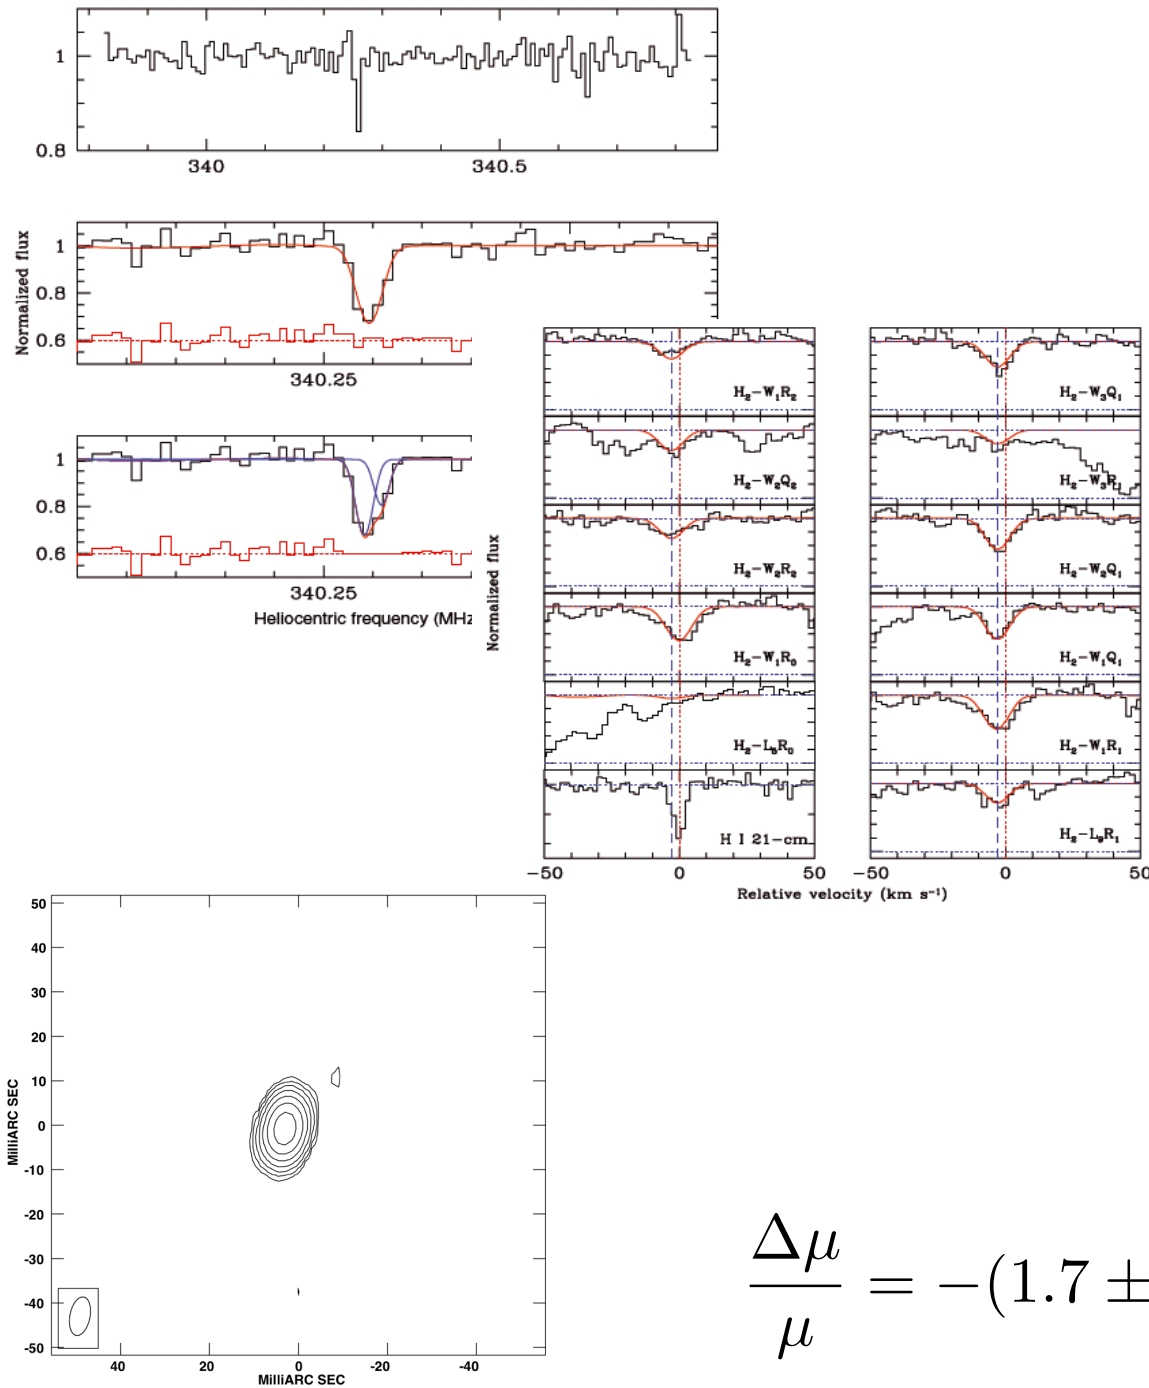 1
0.8
340
340.5
Normalized flux
1
0.8
0.6
340.25
1
0.8
0.6
340.25
Heliocentric frequency (MHz
Normalized flux
H₂-W₁R₂
H₂-W₂Q₂
H₂-W₂R₂
H₂-W₁R₀
H₂-L₅R₀
H I 21-cm
H₂-W₃Q₁
H₂-W₃R₁
H₂-W₂Q₁
H₂-W₁Q₁
H₂-W₁R₁
H₂-L₉R₁
-50 0 50
-50 0 50
Relative velocity (km s⁻¹)
MilliARC SEC
50
40
30
20
10
0
-10
-20
-30
-40
-50
40 20 0 -20 -40
MilliARC SEC
Δμ/μ = −(1.7 ±